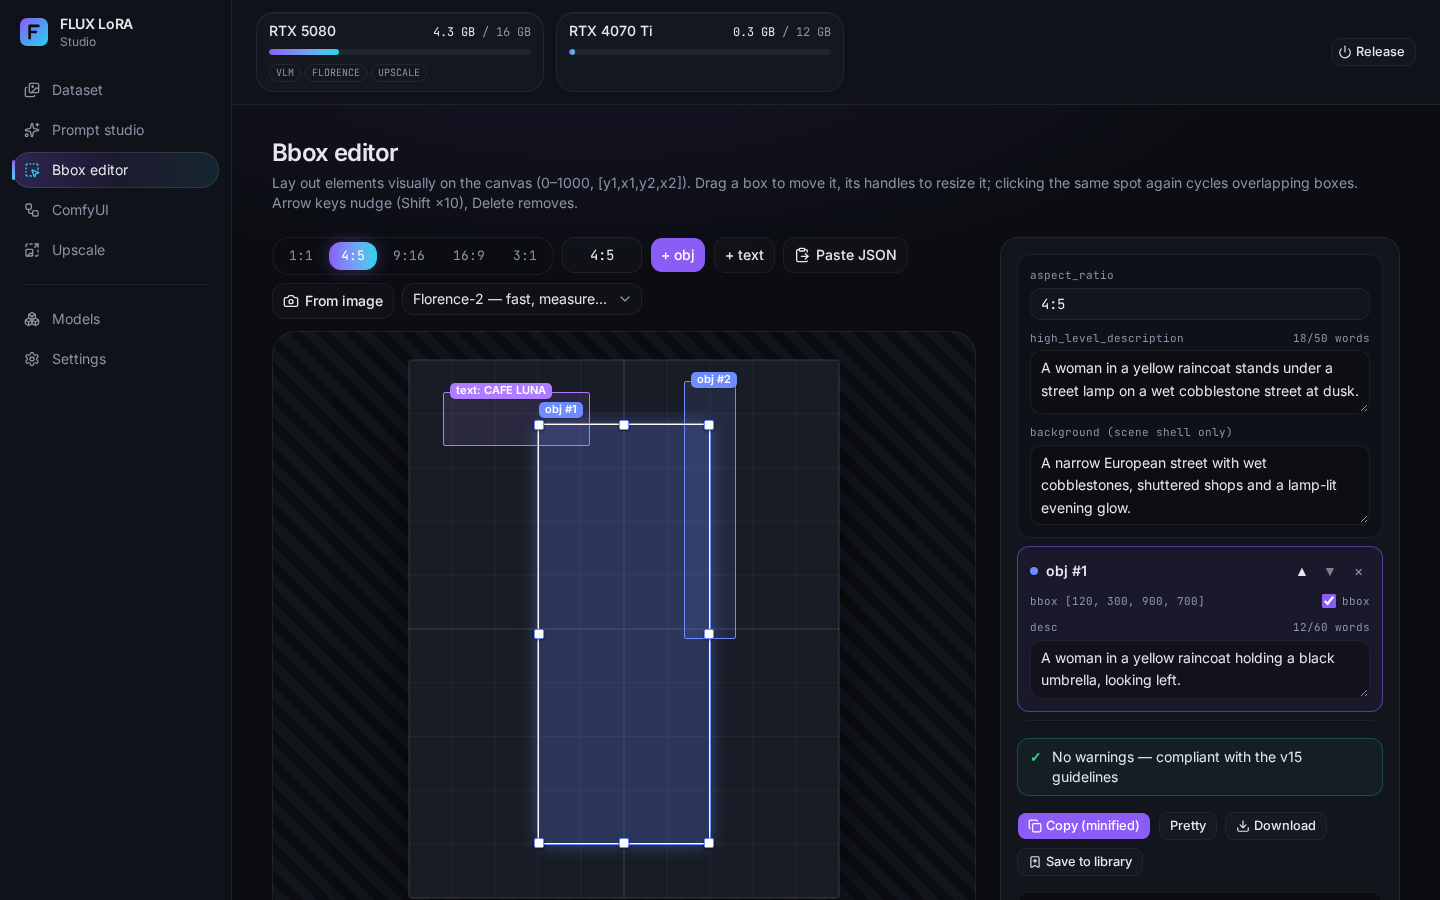 FLUX LoRA
Studio
Dataset
Prompt studio
Bbox editor
ComfyUI
Upscale
Models
Settings
RTX 5080 4.3 GB / 16 GB
VLM FLORENCE UPSCALE
RTX 4070 Ti 0.3 GB / 12 GB
Release
Bbox editor
Lay out elements visually on the canvas (0–1000, [y1,x1,y2,x2]). Drag a box to move it, its handles to resize it; clicking the same spot again cycles overlapping boxes.
Arrow keys nudge (Shift ×10), Delete removes.
1:1 4:5 9:16 16:9 3:1 4:5 + obj + text Paste JSON
From image Florence-2 — fast, measure...
obj #2
text: CAFE LUNA
obj #1
aspect_ratio
4:5
high_level_description 18/50 words
A woman in a yellow raincoat stands under a
street lamp on a wet cobblestone street at dusk.
background (scene shell only)
A narrow European street with wet
cobblestones, shuttered shops and a lamp-lit
evening glow.
obj #1 ▲ ▼ ×
bbox [120, 300, 900, 700] bbox
desc 12/60 words
A woman in a yellow raincoat holding a black
umbrella, looking left.
✓ No warnings — compliant with the v15
guidelines
Copy (minified) Pretty Download
Save to library